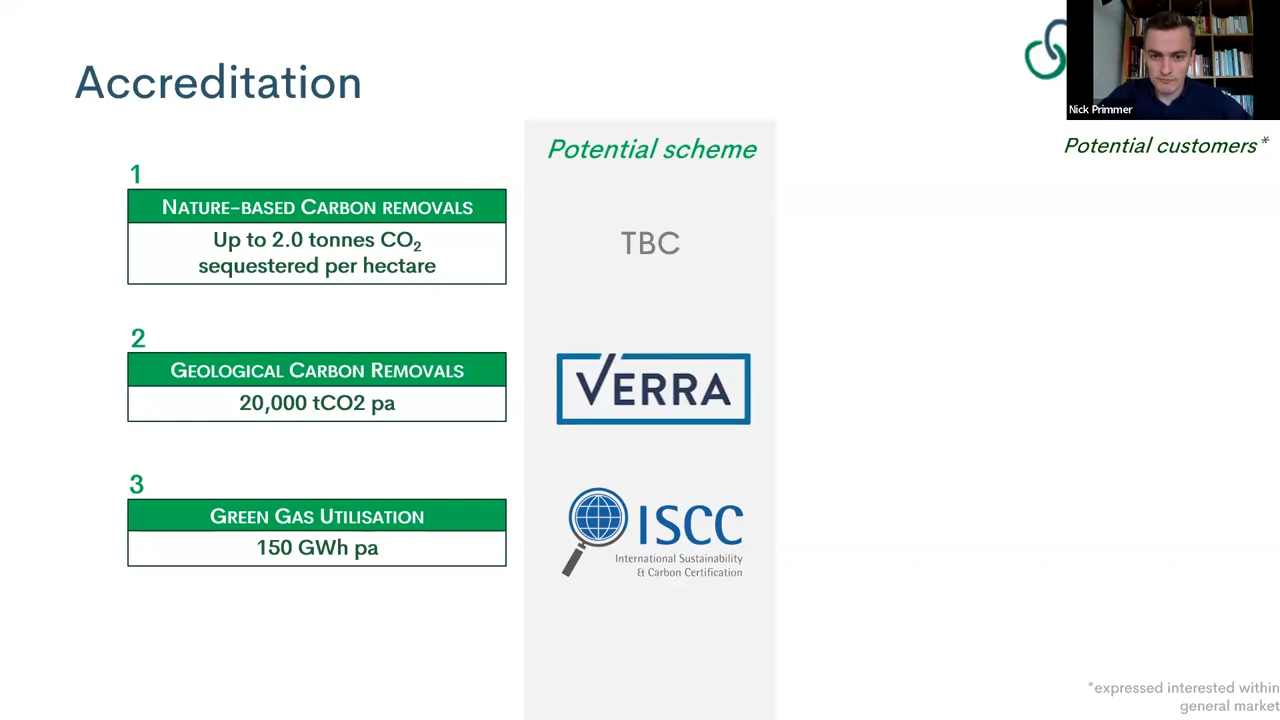 Accreditation
Nick Primmer
Potential scheme
Potential customers*
1
NATURE-BASED CARBON REMOVALS
Up to 2.0 tonnes CO₂
sequestered per hectare
TBC
2
GEOLOGICAL CARBON REMOVALS
20,000 tCO2 pa
VERRA
3
GREEN GAS UTILISATION
150 GWh pa
ISCC
International Sustainability
& Carbon Certification
*expressed interested within
general market